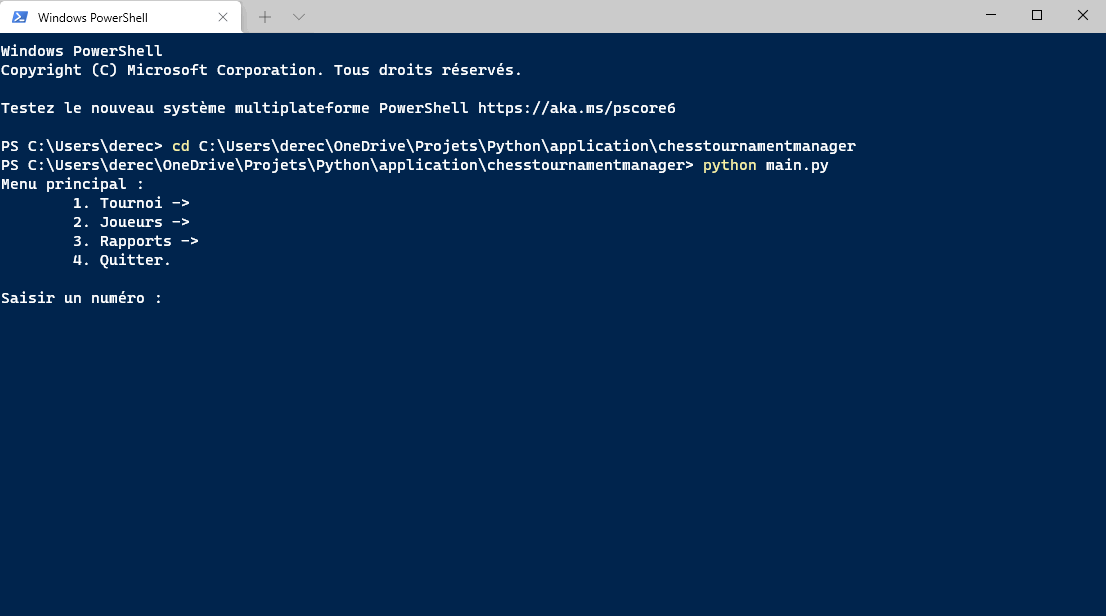 Windows PowerShell
Windows PowerShell
Copyright (C) Microsoft Corporation. Tous droits réservés.
Testez le nouveau système multiplateforme PowerShell https://aka.ms/pscore6
PS C:\Users\derec> cd C:\Users\derec\OneDrive\Projets\Python\application\chesstournamentmanager
PS C:\Users\derec\OneDrive\Projets\Python\application\chesstournamentmanager> python main.py
Menu principal :
1. Tournoi ->
2. Joueurs ->
3. Rapports ->
4. Quitter.
Saisir un numéro :